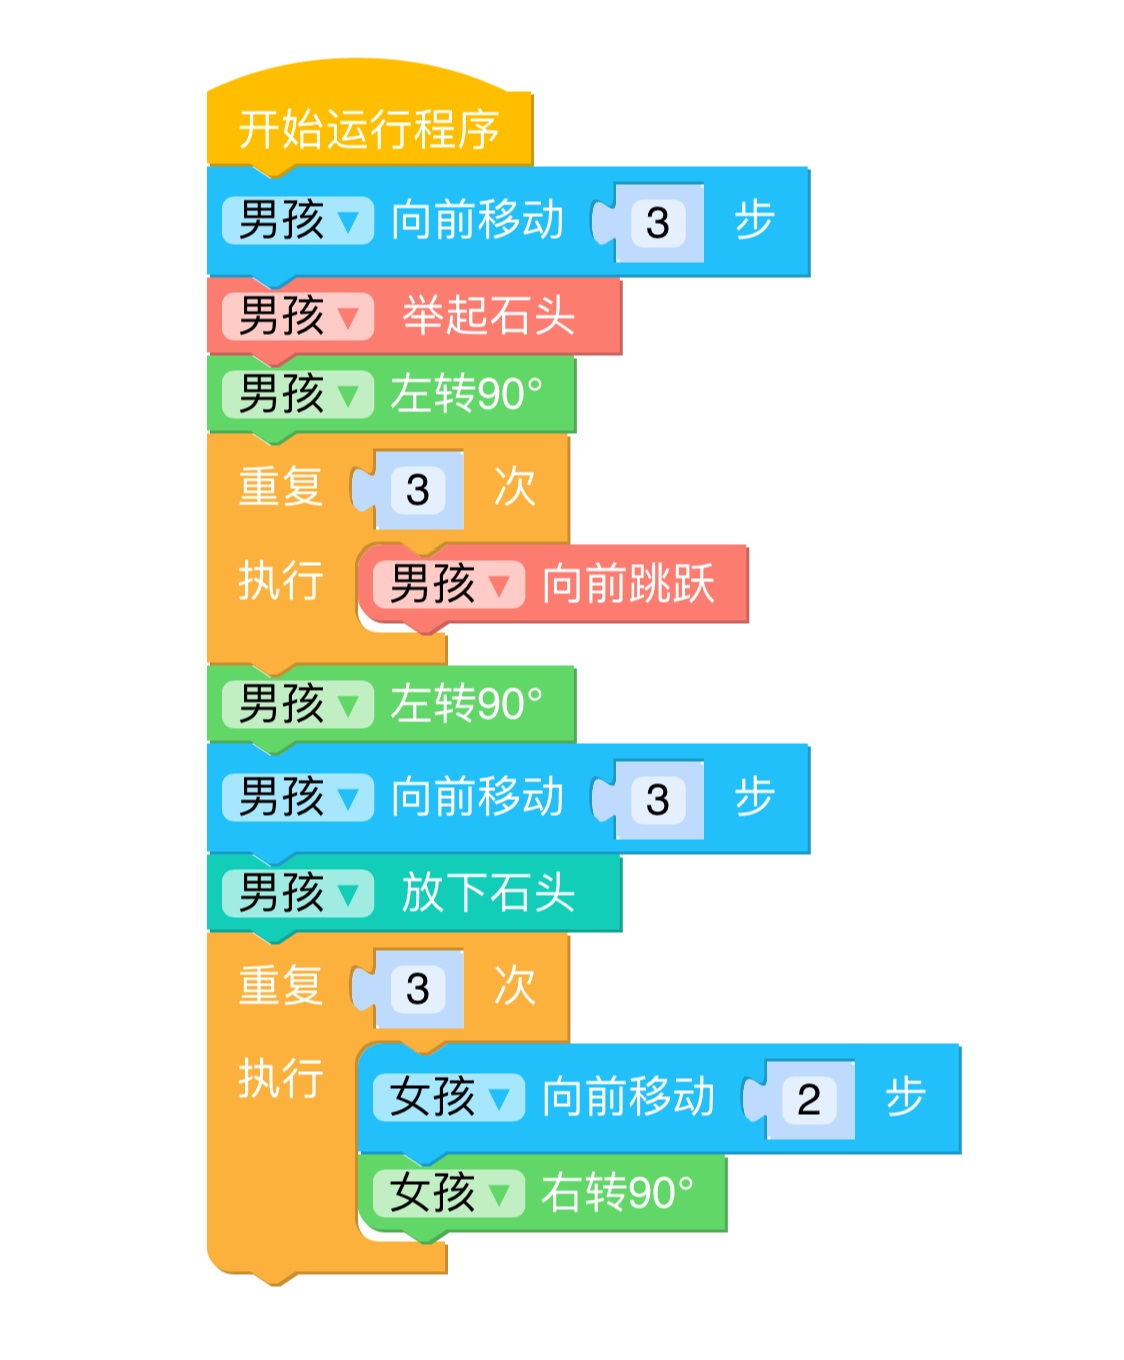 开始运行程序
男孩▼ 向前移动 3 步
男孩▼ 举起石头
男孩▼ 左转90°
重复 3 次
执行 男孩▼ 向前跳跃
男孩▼ 左转90°
男孩▼ 向前移动 3 步
男孩▼ 放下石头
重复 3 次
执行 女孩▼ 向前移动 2 步
女孩▼ 右转90°